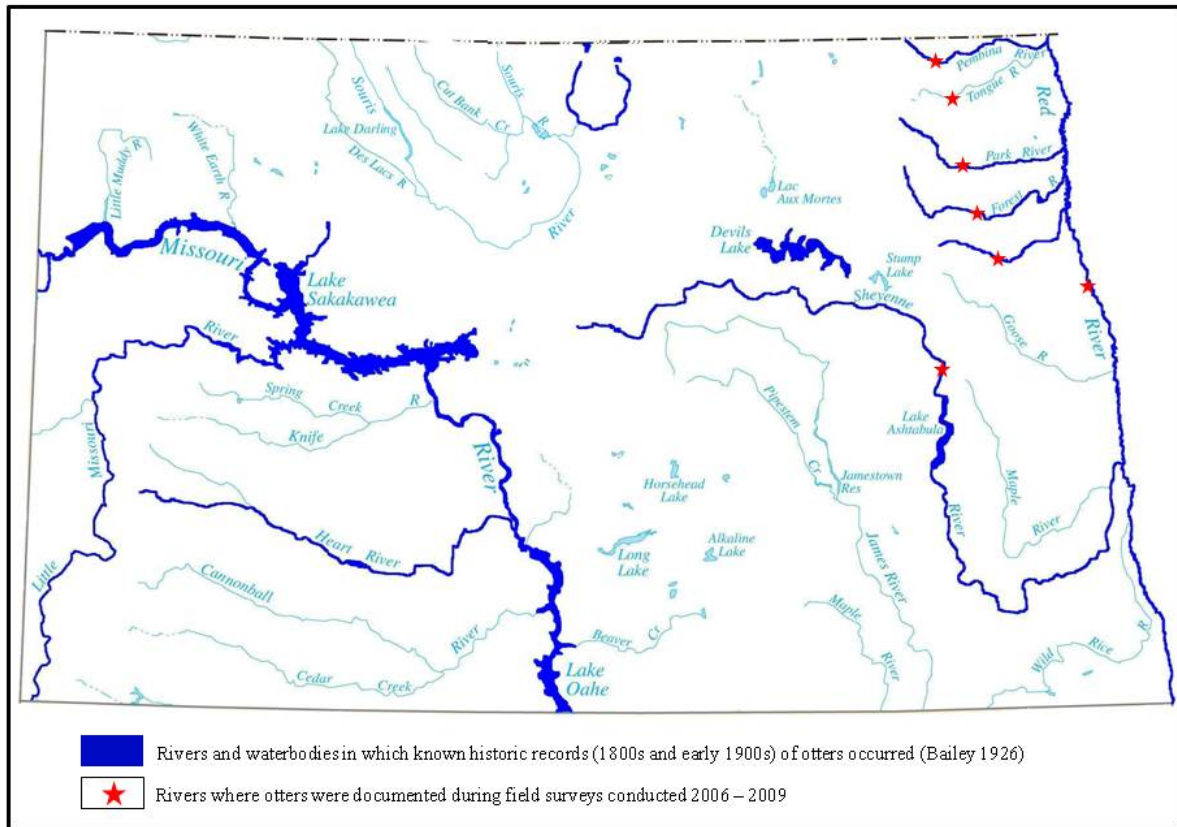 Pembina River
Tongue R
Red
Souris
Cut Bank
Cr
Souris
R
Lake Darling
Des Lacs R
River
Little Muddy R
White Earth R
Park River
Forest R
Lac
Aux Mortes
Devils
Lake
Stump
Lake
Sheyenne
Missouri
Lake
Sakakawea
River
Goose R
River
Spring
Creek
R
Knife
Missouri
River
Pipestem
Cr
Lake
Ashtabula
Horsehead
Lake
Jamestown
Res
Maple
River
River
Heart River
Long
Lake
Alkaline
Lake
James River
Little
Cannonball
River
Maple
River
Beaver Cr
Wild Rice R
Cedar Creek
Lake
Oahe
Rivers and waterbodies in which known historic records (1800s and early 1900s) of otters occurred (Bailey 1926)
Rivers where otters were documented during field surveys conducted 2006 – 2009